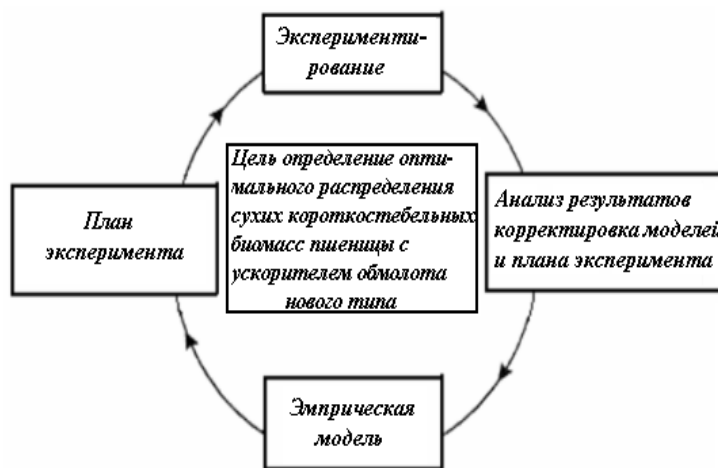 Эксперименти-
рование
Цель определение опти-
мального распределения
сухих короткостебельных
биомасс пшеницы с
ускорителем обмолота
нового типа
План
эксперимента
Анализ результатов
корректировка моделей
и плана эксперимента
Эмприческая
модель